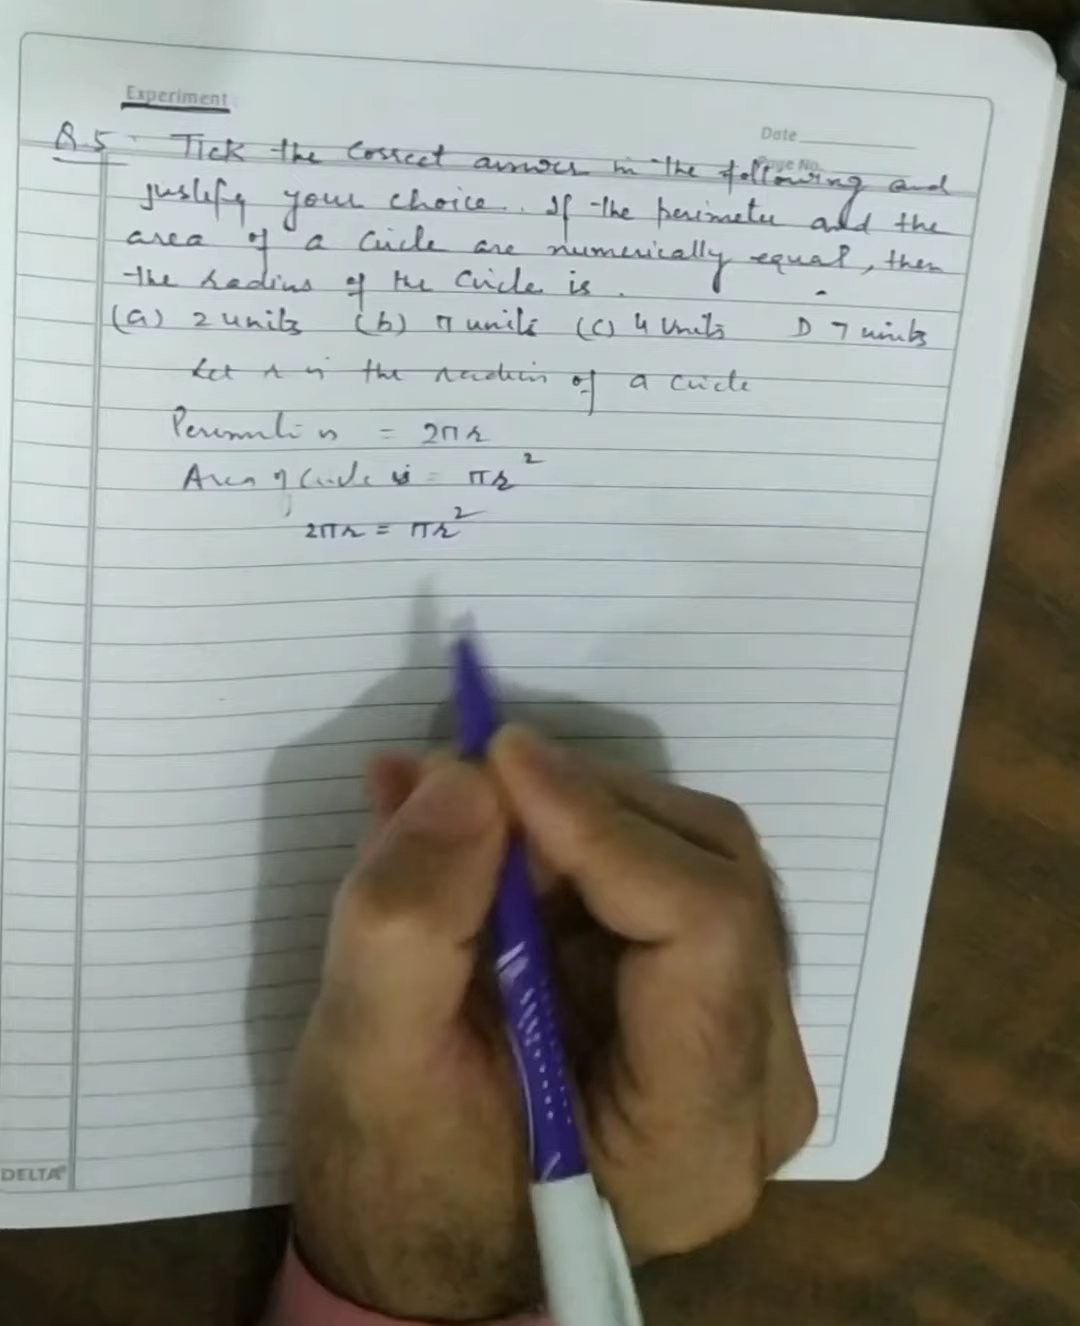 Experiment
Date
Page No.
Q.5 Tick the correct answer in the following and
justify your choice. If the perimeter and the
area of a circle are numerically equal, then
the radius of the circle is.
(a) 2 units (b) π units (c) 4 units D 7 units
Let r is the radius of a circle
Perimeter is = 2πr
Area of circle is = πr²
2πr = πr²
DELTA®